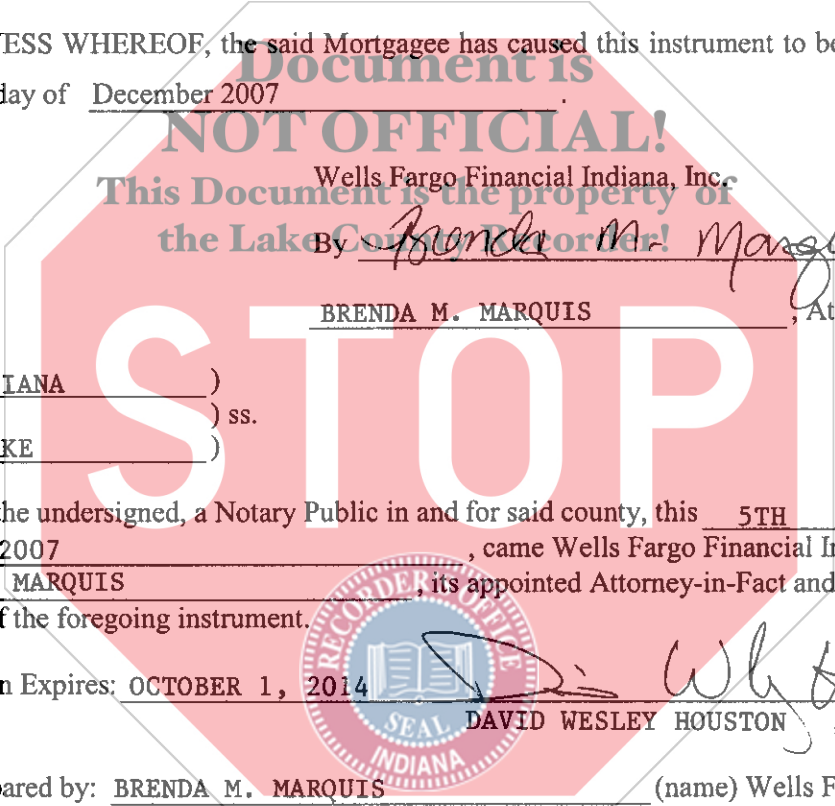 ESS WHEREOF, the said Mortgagee has caused this instrument to be
Document is
day of December 2007 .
NOT OFFICIAL!
Wells Fargo Financial Indiana, Inc.
This Document is the property of
the Lake County Recorder!
By Brenda M. Marq
BRENDA M. MARQUIS , At
STOP
IANA )
) ss.
KE )
the undersigned, a Notary Public in and for said county, this 5TH
2007 , came Wells Fargo Financial In
MARQUIS , its appointed Attorney-in-Fact and
f the foregoing instrument.
RECORDER OFFICE
n Expires: OCTOBER 1, 2014
SEAL
DAVID WESLEY HOUSTON ,
INDIANA
ared by: BRENDA M. MARQUIS (name) Wells F